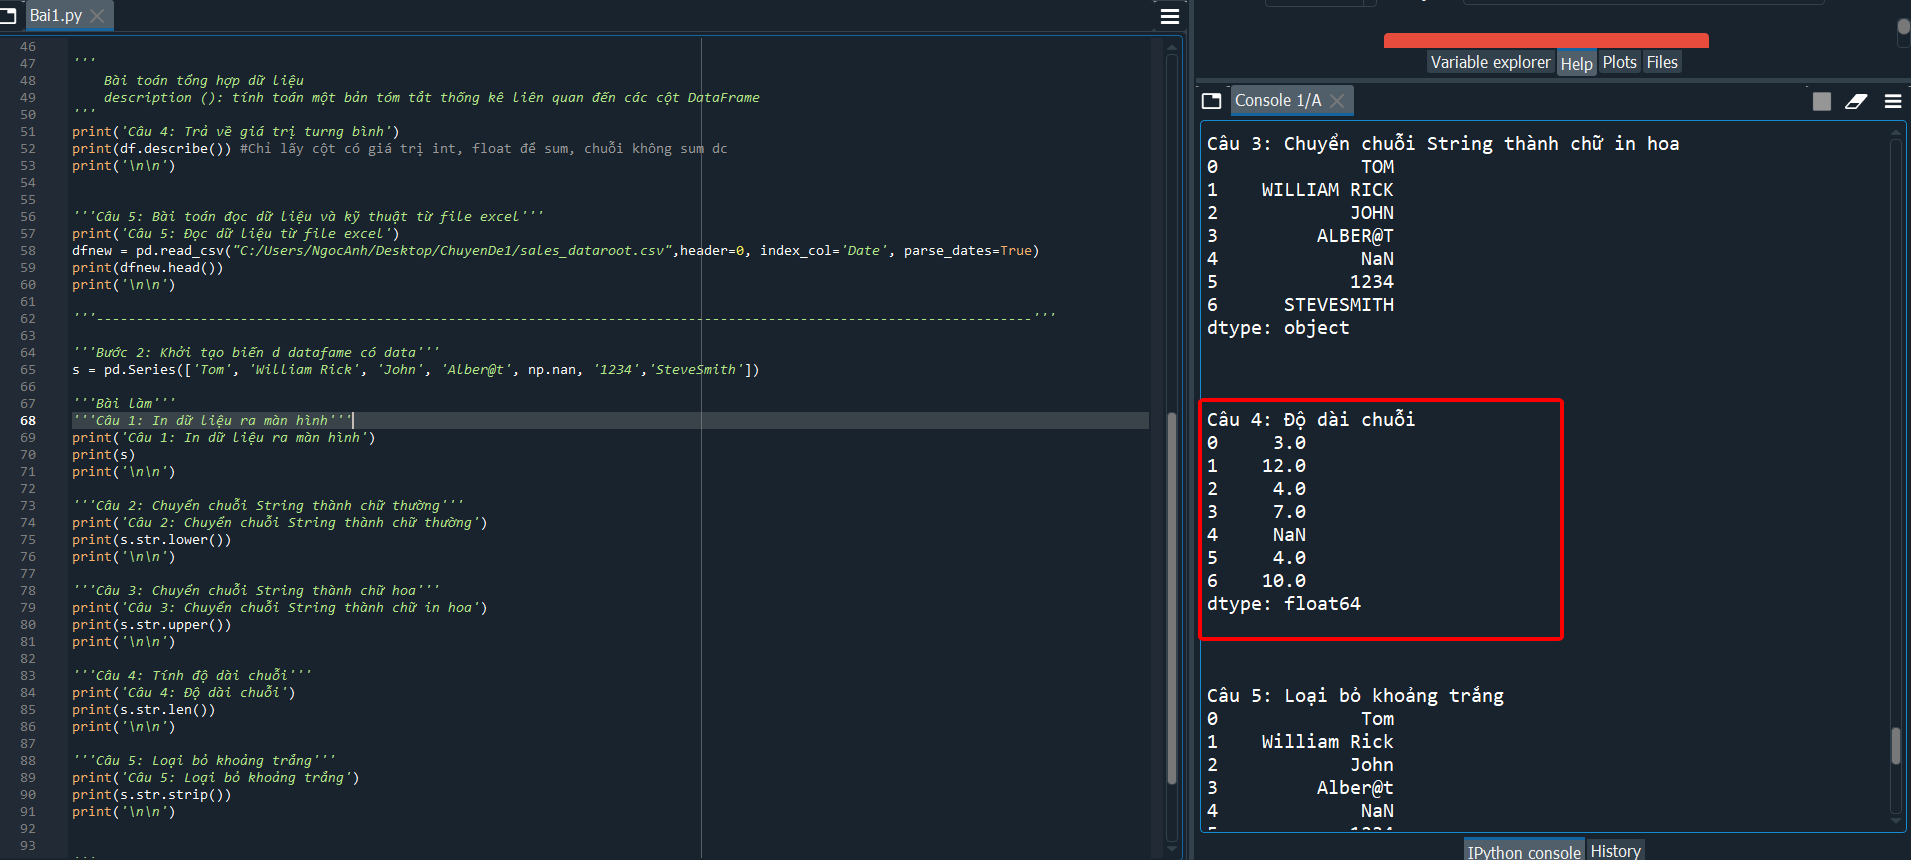 Bai1.py
46
47 '''
48 Bài toán tổng hợp dữ liệu
49 description (): tính toán một bản tóm tắt thống kê liên quan đến các cột DataFrame
50 '''
51 print('Câu 4: Trả về giá trị turng bình')
52 print(df.describe()) #Chỉ lấy cột có giá trị int, float để sum, chuỗi không sum dc
53 print('\n\n')
54
55
56 '''Câu 5: Bài toán đọc dữ liệu và kỹ thuật từ file excel'''
57 print('Câu 5: Đọc dữ liệu từ file excel')
58 dfnew = pd.read_csv("C:/Users/NgocAnh/Desktop/ChuyenDe1/sales_dataroot.csv",header=0, index_col='Date', parse_dates=True)
59 print(dfnew.head())
60 print('\n\n')
61
62 '''---------------------------------------------------------------------------------------------------------------------'''
63
64 '''Bước 2: Khởi tạo biến d datafame có data'''
65 s = pd.Series(['Tom', 'William Rick', 'John', 'Alber@t', np.nan, '1234','SteveSmith'])
66
67 '''Bài làm'''
68 '''Câu 1: In dữ liệu ra màn hình'''
69 print('Câu 1: In dữ liệu ra màn hình')
70 print(s)
71 print('\n\n')
72
73 '''Câu 2: Chuyển chuỗi String thành chữ thường'''
74 print('Câu 2: Chuyển chuỗi String thành chữ thường')
75 print(s.str.lower())
76 print('\n\n')
77
78 '''Câu 3: Chuyển chuỗi String thành chữ hoa'''
79 print('Câu 3: Chuyển chuỗi String thành chữ in hoa')
80 print(s.str.upper())
81 print('\n\n')
82
83 '''Câu 4: Tính độ dài chuỗi'''
84 print('Câu 4: Độ dài chuỗi')
85 print(s.str.len())
86 print('\n\n')
87
88 '''Câu 5: Loại bỏ khoảng trắng'''
89 print('Câu 5: Loại bỏ khoảng trắng')
90 print(s.str.strip())
91 print('\n\n')
92
93
Variable explorer Help Plots Files
Console 1/A
Câu 3: Chuyển chuỗi String thành chữ in hoa
0 TOM
1 WILLIAM RICK
2 JOHN
3 ALBER@T
4 NaN
5 1234
6 STEVESMITH
dtype: object
Câu 4: Độ dài chuỗi
0 3.0
1 12.0
2 4.0
3 7.0
4 NaN
5 4.0
6 10.0
dtype: float64
Câu 5: Loại bỏ khoảng trắng
0 Tom
1 William Rick
2 John
3 Alber@t
4 NaN
5 1234
IPython console History